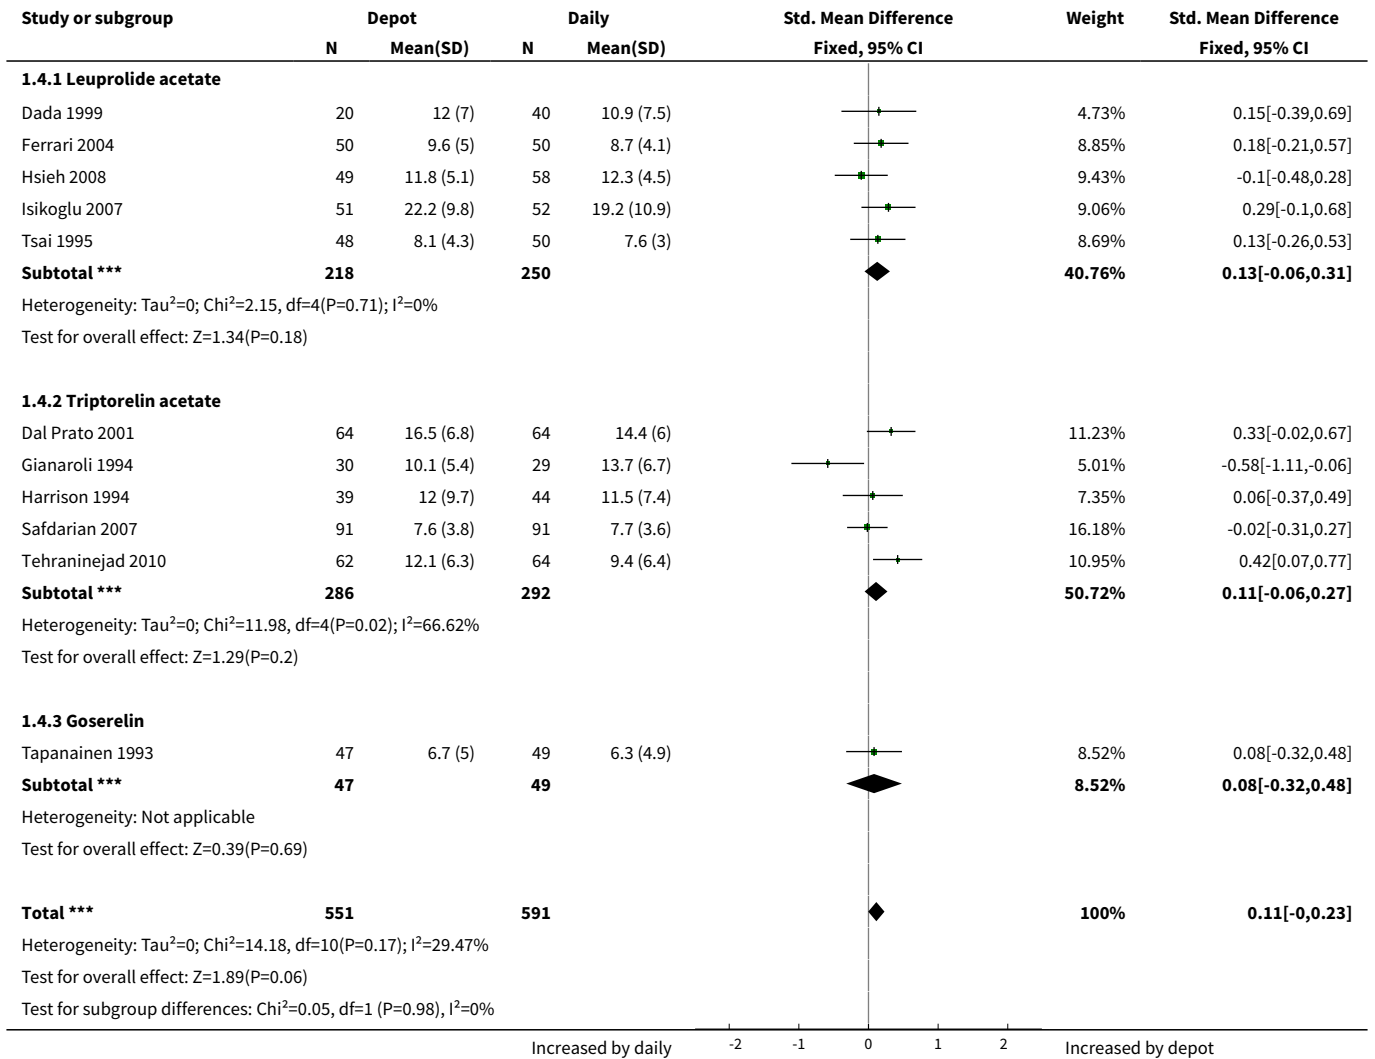 Study or subgroup Depot Daily Std. Mean Difference Weight Std. Mean Difference
N Mean(SD) N Mean(SD) Fixed, 95% CI Fixed, 95% CI
1.4.1 Leuprolide acetate
Dada 1999 20 12 (7) 40 10.9 (7.5) 4.73% 0.15[-0.39,0.69]
Ferrari 2004 50 9.6 (5) 50 8.7 (4.1) 8.85% 0.18[-0.21,0.57]
Hsieh 2008 49 11.8 (5.1) 58 12.3 (4.5) 9.43% -0.1[-0.48,0.28]
Isikoglu 2007 51 22.2 (9.8) 52 19.2 (10.9) 9.06% 0.29[-0.1,0.68]
Tsai 1995 48 8.1 (4.3) 50 7.6 (3) 8.69% 0.13[-0.26,0.53]
Subtotal *** 218 250 40.76% 0.13[-0.06,0.31]
Heterogeneity: Tau²=0; Chi²=2.15, df=4(P=0.71); I²=0%
Test for overall effect: Z=1.34(P=0.18)
1.4.2 Triptorelin acetate
Dal Prato 2001 64 16.5 (6.8) 64 14.4 (6) 11.23% 0.33[-0.02,0.67]
Gianaroli 1994 30 10.1 (5.4) 29 13.7 (6.7) 5.01% -0.58[-1.11,-0.06]
Harrison 1994 39 12 (9.7) 44 11.5 (7.4) 7.35% 0.06[-0.37,0.49]
Safdarian 2007 91 7.6 (3.8) 91 7.7 (3.6) 16.18% -0.02[-0.31,0.27]
Tehraninejad 2010 62 12.1 (6.3) 64 9.4 (6.4) 10.95% 0.42[0.07,0.77]
Subtotal *** 286 292 50.72% 0.11[-0.06,0.27]
Heterogeneity: Tau²=0; Chi²=11.98, df=4(P=0.02); I²=66.62%
Test for overall effect: Z=1.29(P=0.2)
1.4.3 Goserelin
Tapanainen 1993 47 6.7 (5) 49 6.3 (4.9) 8.52% 0.08[-0.32,0.48]
Subtotal *** 47 49 8.52% 0.08[-0.32,0.48]
Heterogeneity: Not applicable
Test for overall effect: Z=0.39(P=0.69)
Total *** 551 591 100% 0.11[-0,0.23]
Heterogeneity: Tau²=0; Chi²=14.18, df=10(P=0.17); I²=29.47%
Test for overall effect: Z=1.89(P=0.06)
Test for subgroup differences: Chi²=0.05, df=1 (P=0.98), I²=0%
Increased by daily -2 -1 0 1 2 Increased by depot